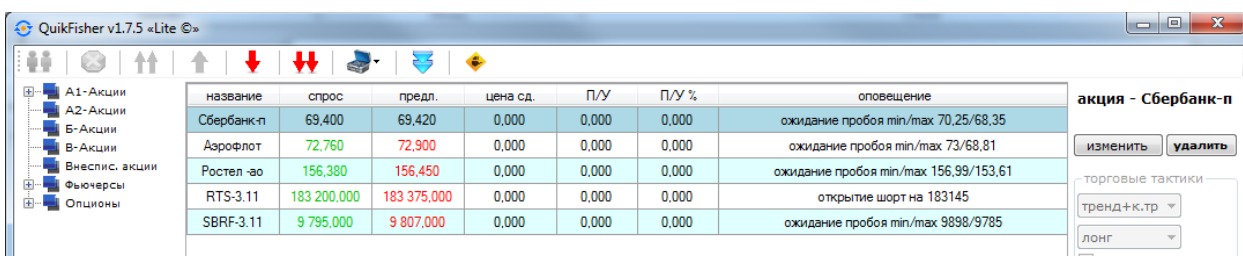 QuikFisher v1.7.5 «Lite ©»
А1-Акции
А2-Акции
Б-Акции
В-Акции
Внеспис. акции
Фьючерсы
Опционы
название спрос предл. цена сд. П/У П/У % оповещение
Сбербанк-п 69,400 69,420 0,000 0,000 0,000 ожидание пробоя min/max 70,25/68,35
Аэрофлот 72,760 72,900 0,000 0,000 0,000 ожидание пробоя min/max 73/68,81
Ростел -ао 156,380 156,450 0,000 0,000 0,000 ожидание пробоя min/max 156,99/153,61
RTS-3.11 183 200,000 183 375,000 0,000 0,000 0,000 открытие шорт на 183145
SBRF-3.11 9 795,000 9 807,000 0,000 0,000 0,000 ожидание пробоя min/max 9898/9785
акция - Сбербанк-п
изменить удалить
торговые тактики
тренд+к.тр
лонг